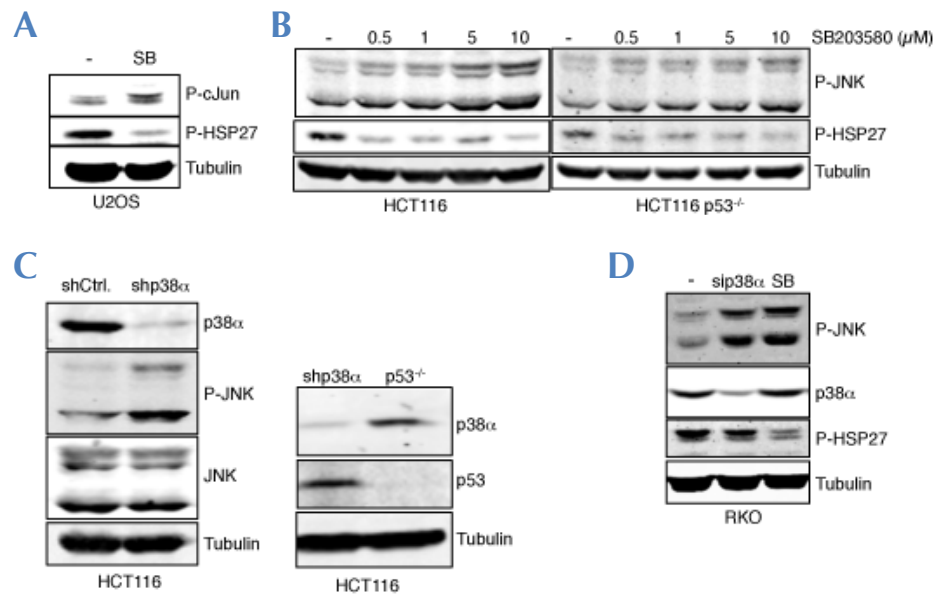 A
- SB
P-cJun
P-HSP27
Tubulin
U2OS
B
- 0.5 1 5 10 - 0.5 1 5 10 SB203580 (µM)
P-JNK
P-HSP27
Tubulin
HCT116 HCT116 p53-/-
C
shCtrl. shp38α
p38α
P-JNK
JNK
Tubulin
HCT116
shp38α p53-/-
p38α
p53
Tubulin
HCT116
D
- sip38α SB
P-JNK
p38α
P-HSP27
Tubulin
RKO